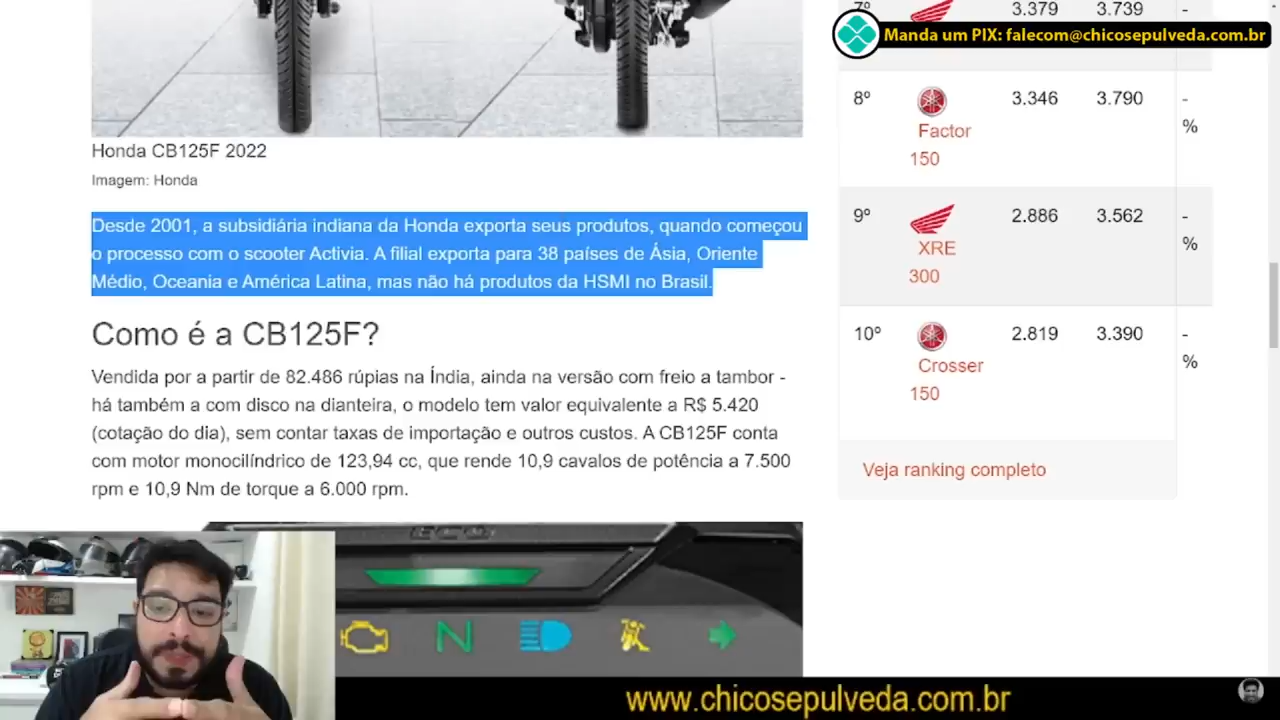 7º 3.379 3.739
Manda um PIX: falecom@chicosepulveda.com.br
8º Factor 150 3.346 3.790 - %
9º XRE 300 2.886 3.562 - %
10º Crosser 150 2.819 3.390 - %
Veja ranking completo
Honda CB125F 2022
Imagem: Honda
Desde 2001, a subsidiária indiana da Honda exporta seus produtos, quando começou
o processo com o scooter Activia. A filial exporta para 38 países de Ásia, Oriente
Médio, Oceania e América Latina, mas não há produtos da HSMI no Brasil.
Como é a CB125F?
Vendida por a partir de 82.486 rúpias na Índia, ainda na versão com freio a tambor -
há também a com disco na dianteira, o modelo tem valor equivalente a R$ 5.420
(cotação do dia), sem contar taxas de importação e outros custos. A CB125F conta
com motor monocilíndrico de 123,94 cc, que rende 10,9 cavalos de potência a 7.500
rpm e 10,9 Nm de torque a 6.000 rpm.
ECO
N
www.chicosepulveda.com.br